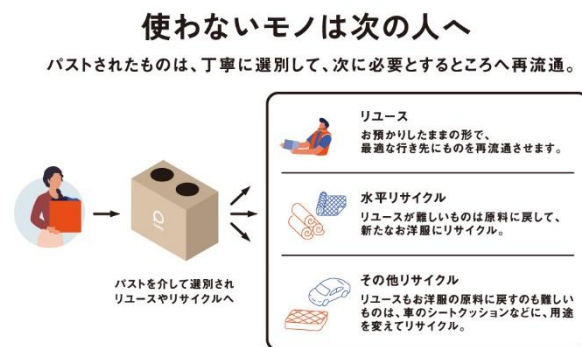 使わないモノは次の人へ
パストされたものは、丁寧に選別して、次に必要とするところへ再流通。
パストを介して選別され
リユースやリサイクルへ
リユース
お預かりしたままの形で、
最適な行き先にものを再流通させます。
水平リサイクル
リユースが難しいものは原料に戻して、
新たなお洋服にリサイクル。
その他リサイクル
リユースもお洋服の原料に戻すのも難しい
ものは、車のシートクッションなどに、用途
を変えてリサイクル。